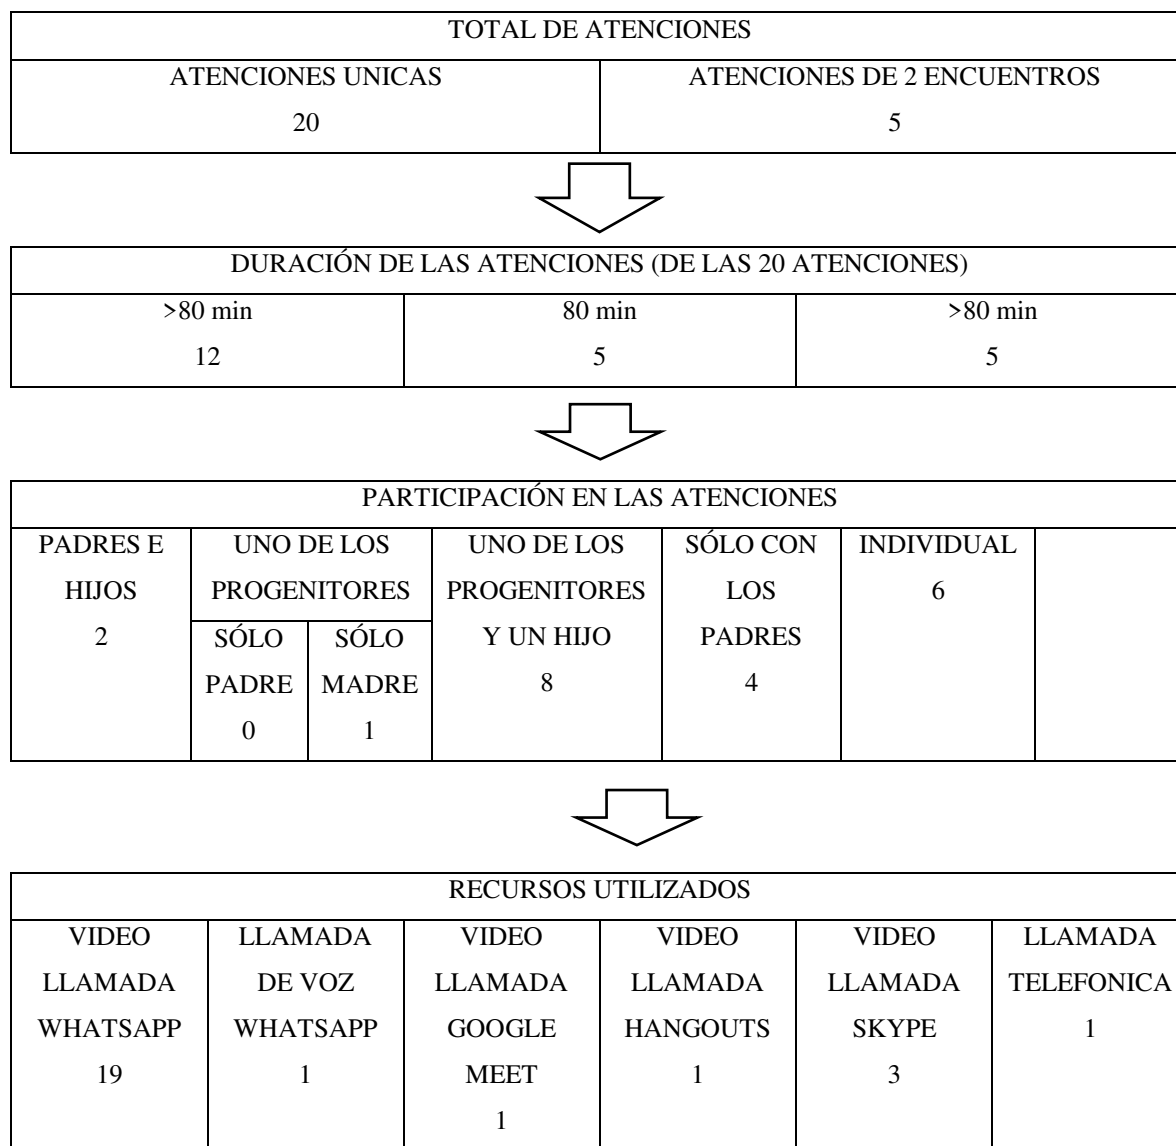 TOTAL DE ATENCIONES
ATENCIONES UNICAS
20
ATENCIONES DE 2 ENCUENTROS
5
DURACIÓN DE LAS ATENCIONES (DE LAS 20 ATENCIONES)
>80 min
12
80 min
5
>80 min
5
PARTICIPACIÓN EN LAS ATENCIONES
PADRES E
HIJOS
2
UNO DE LOS
PROGENITORES
SÓLO
PADRE
0
SÓLO
MADRE
1
UNO DE LOS
PROGENITORES
Y UN HIJO
8
SÓLO CON
LOS
PADRES
4
INDIVIDUAL
6
RECURSOS UTILIZADOS
VIDEO
LLAMADA
WHATSAPP
19
LLAMADA
DE VOZ
WHATSAPP
1
VIDEO
LLAMADA
GOOGLE
MEET
1
VIDEO
LLAMADA
HANGOUTS
1
VIDEO
LLAMADA
SKYPE
3
LLAMADA
TELEFONICA
1